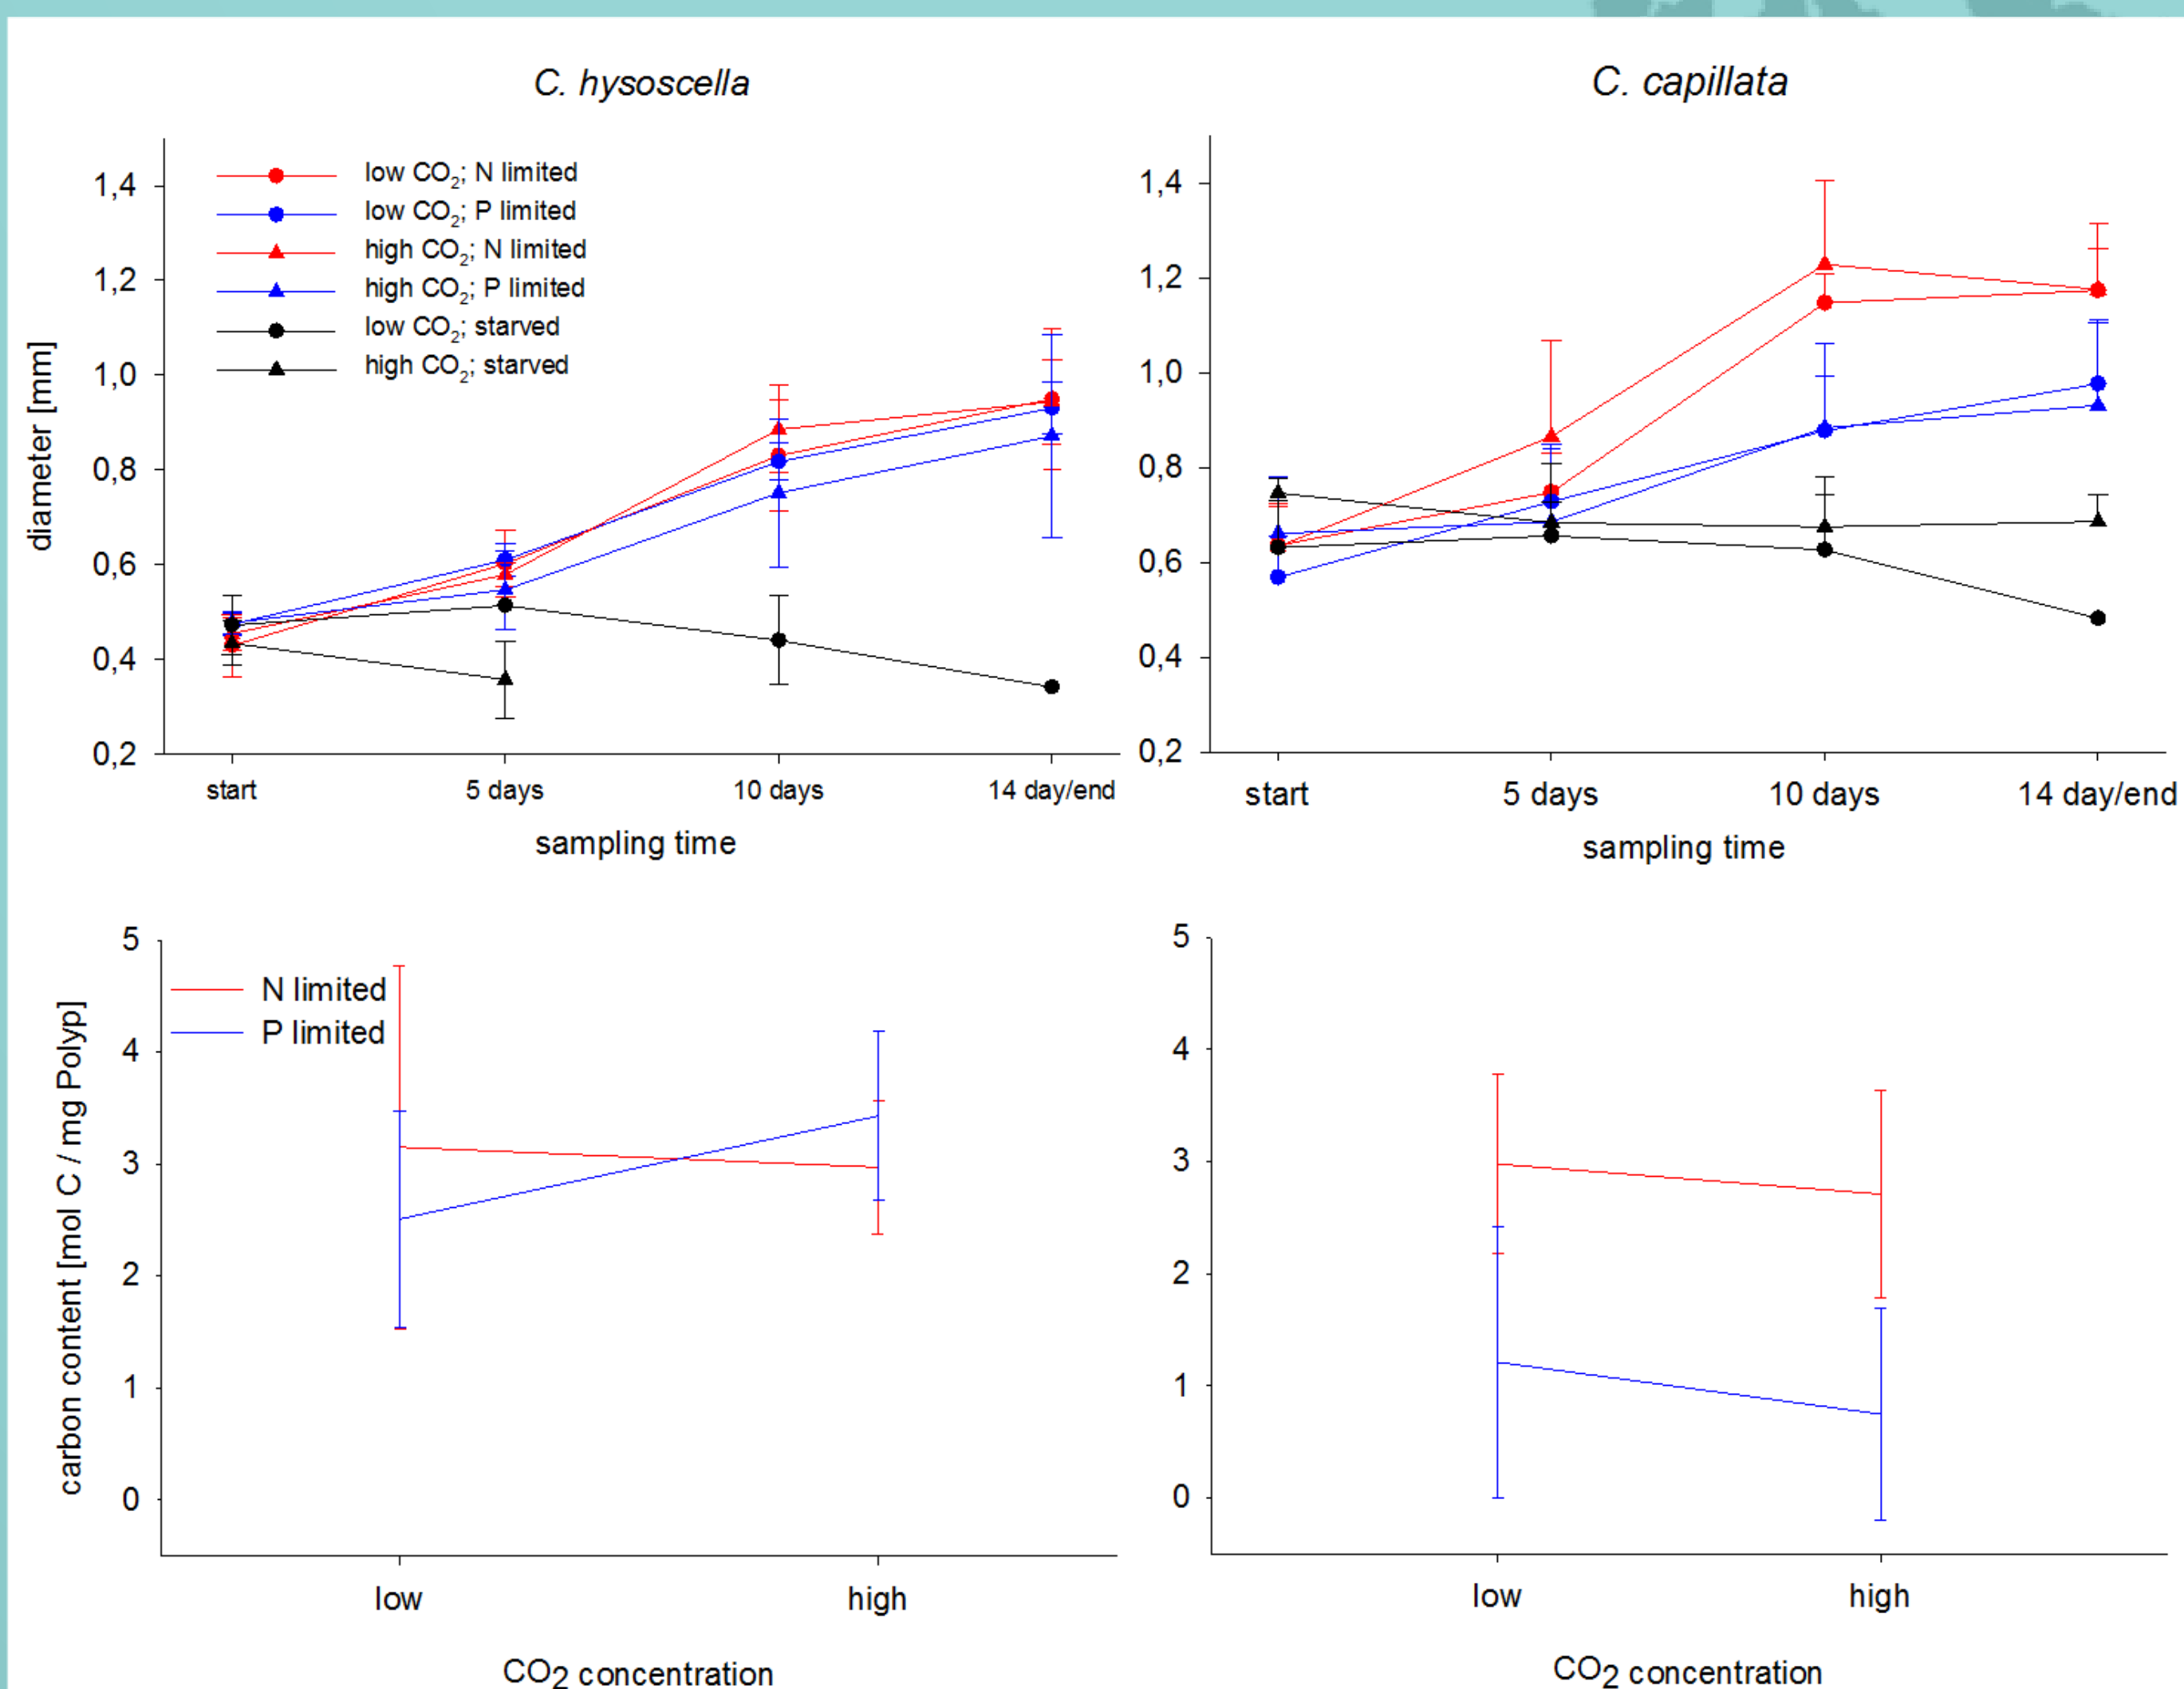 C. hysoscella
C. capillata
diameter [mm]
1,4
1,2
1,0
0,8
0,6
0,4
0,2
low CO2; N limited
low CO2; P limited
high CO2; N limited
high CO2; P limited
low CO2; starved
high CO2; starved
start
5 days
10 days
14 day/end
sampling time
1,4
1,2
1,0
0,8
0,6
0,4
0,2
start
5 days
10 days
14 day/end
sampling time
carbon content [mol C / mg Polyp]
5
4
3
2
1
0
N limited
P limited
low
high
CO2 concentration
5
4
3
2
1
0
low
high
CO2 concentration